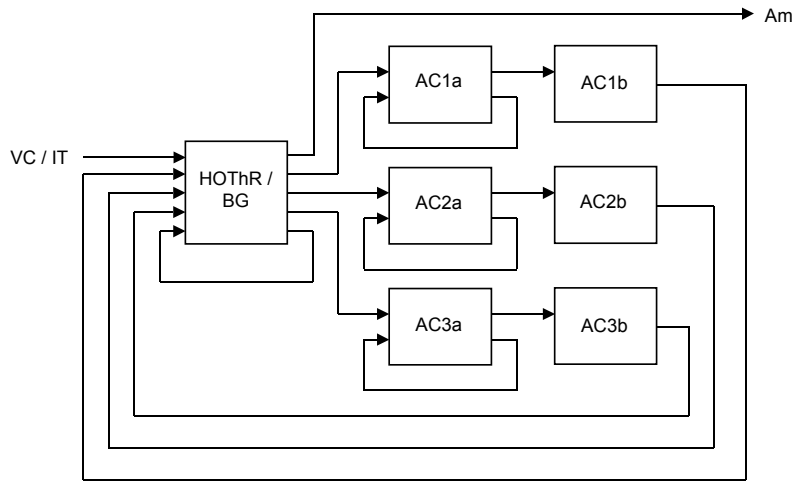 Am
AC1a
AC1b
VC / IT
HOThR /
BG
AC2a
AC2b
AC3a
AC3b